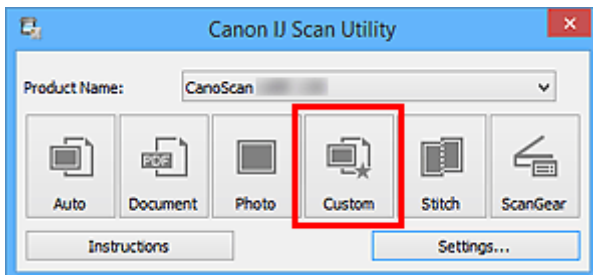 Canon IJ Scan Utility
Product Name: CanoScan
PDF
Auto Document Photo Custom Stitch ScanGear
Instructions Settings...